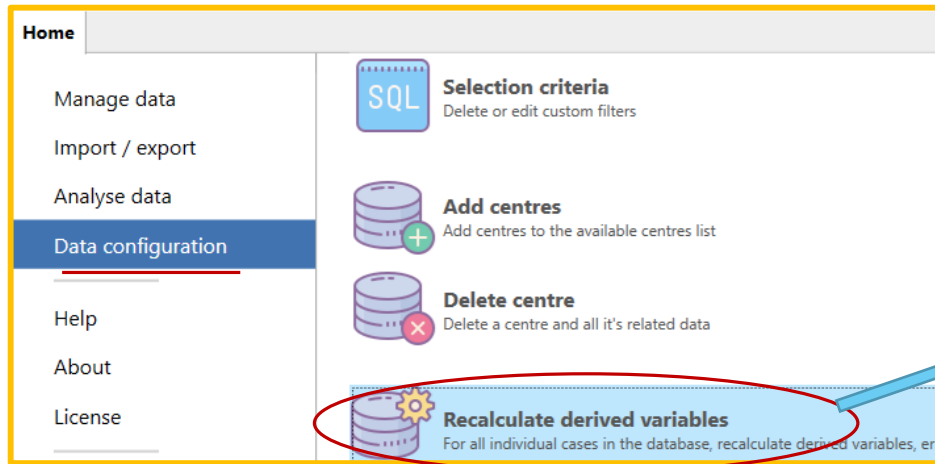 Home
Manage data
Import / export
Analyse data
Data configuration
Help
About
License
SQL
Selection criteria
Delete or edit custom filters
Add centres
Add centres to the available centres list
Delete centre
Delete a centre and all it's related data
Recalculate derived variables
For all individual cases in the database, recalculate derived variables,